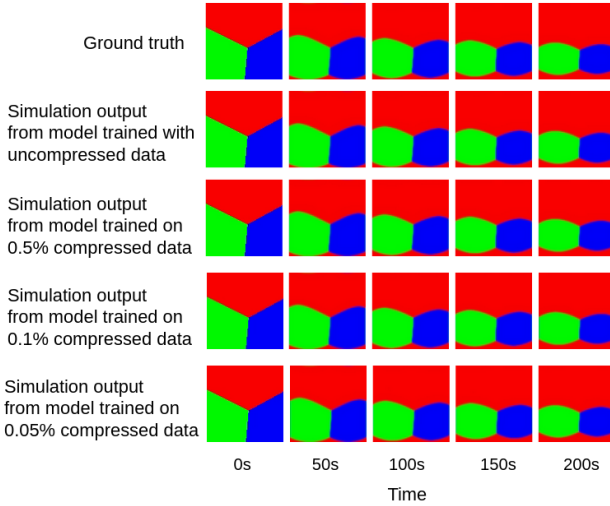 Ground truth
Simulation output
from model trained with
uncompressed data
Simulation output
from model trained on
0.5% compressed data
Simulation output
from model trained on
0.1% compressed data
Simulation output
from model trained on
0.05% compressed data
0s 50s 100s 150s 200s
Time